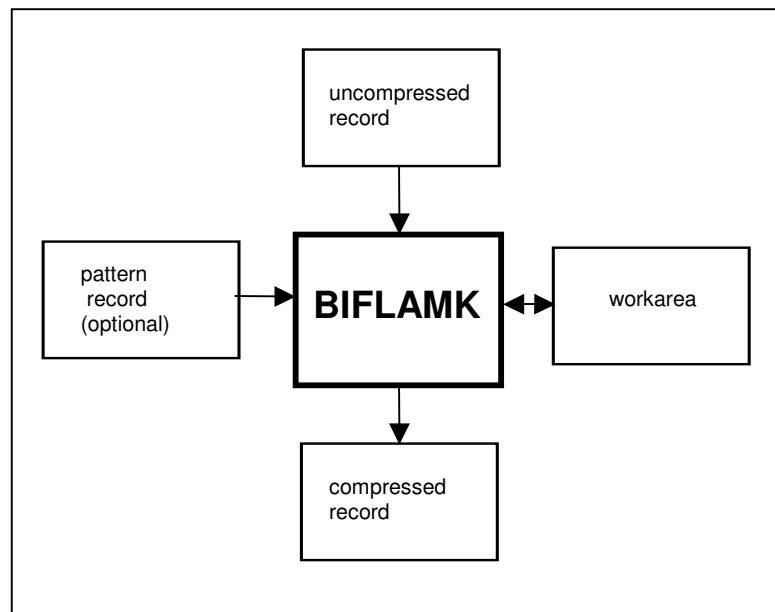 uncompressed
record
pattern
record
(optional)
BIFLAMK
workarea
compressed
record